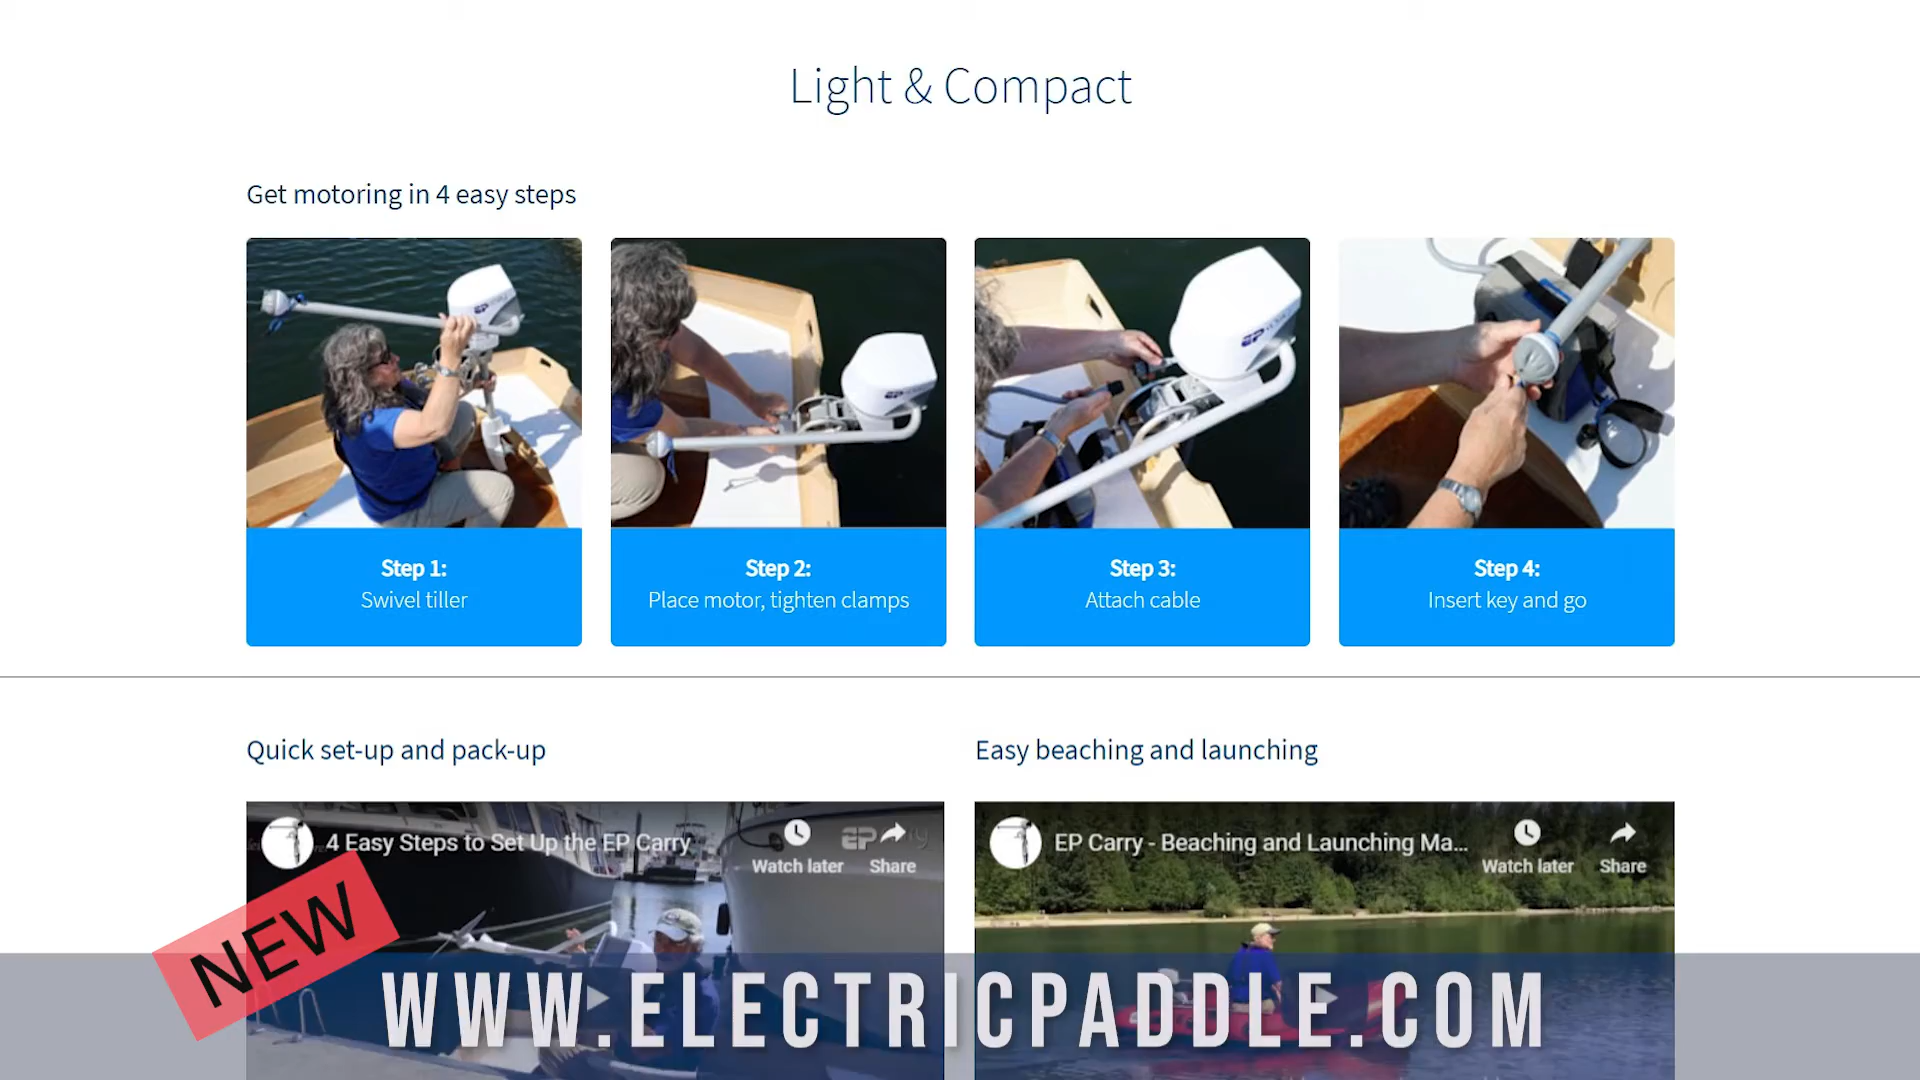 Light & Compact
Get motoring in 4 easy steps
EP
EP
EP
Step 1:
Swivel tiller
Step 2:
Place motor, tighten clamps
Step 3:
Attach cable
Step 4:
Insert key and go
Quick set-up and pack-up
Easy beaching and launching
4 Easy Steps to Set Up the EP Carry
Watch later
Share
EP Carry - Beaching and Launching Ma...
Watch later
Share
NEW
WWW.ELECTRICPADDLE.COM